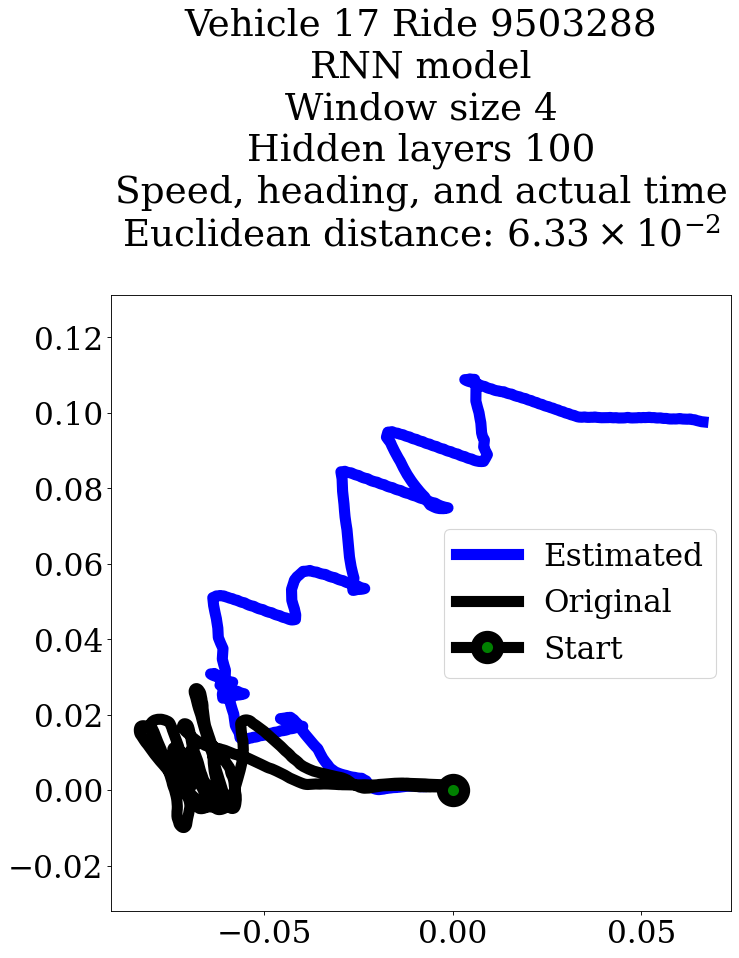 Vehicle 17 Ride 9503288
RNN model
Window size 4
Hidden layers 100
Speed, heading, and actual time
Euclidean distance: 6.33 × 10⁻²
0.12
0.10
0.08
0.06
0.04
0.02
0.00
−0.02
Estimated
Original
Start
−0.05 0.00 0.05